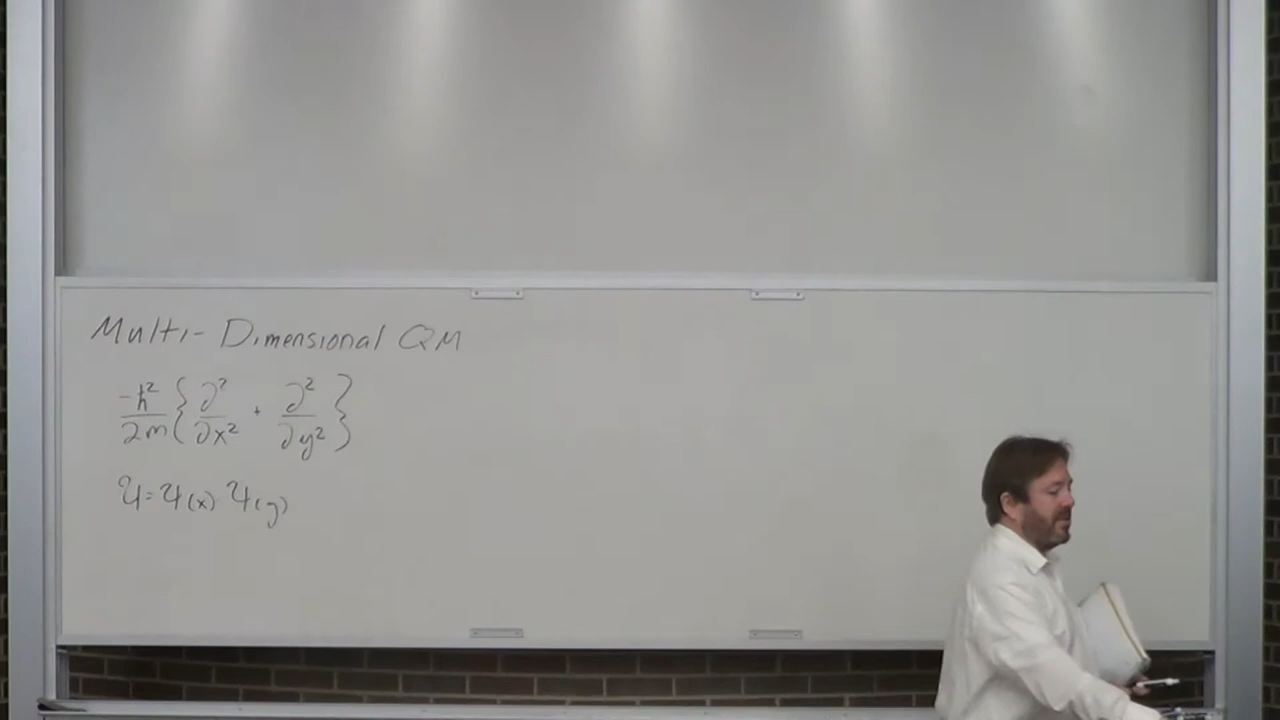 Multi-Dimensional QM
-ħ²/2m {∂²/∂x² + ∂²/∂y²}
Ψ=Ψ(x) Ψ(y)